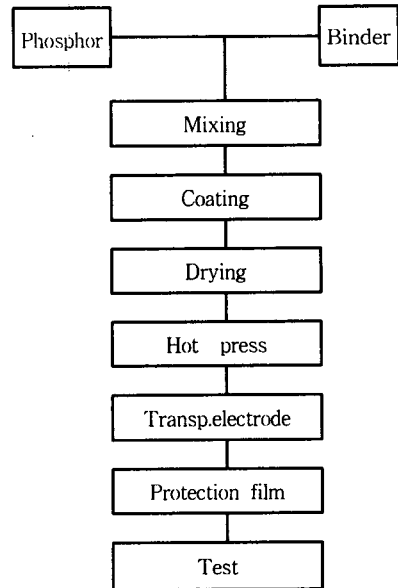 Phosphor
Binder
Mixing
Coating
Drying
Hot press
Transp.electrode
Protection film
Test